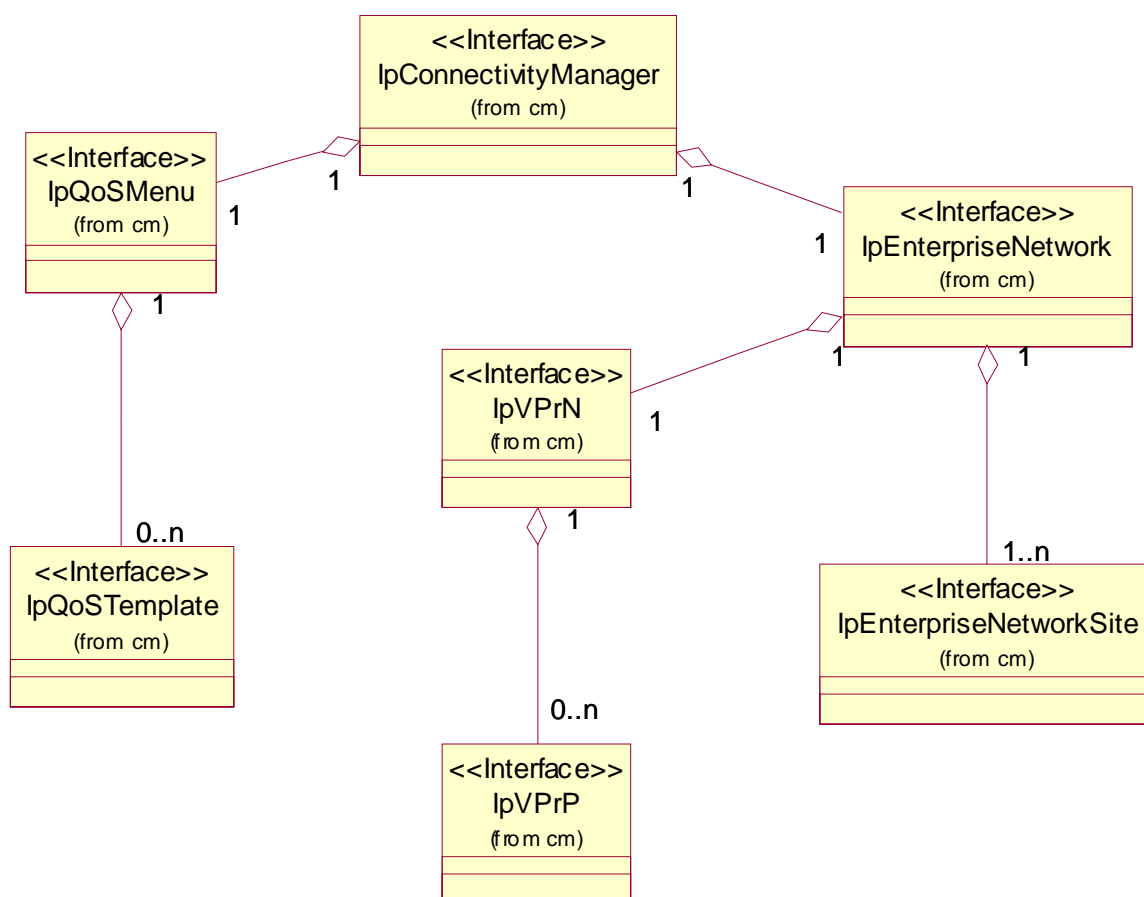 <<Interface>>
IpConnectivityManager
(from cm)
<<Interface>>
IpQoSMenu
(from cm)
1
1
1
1
<<Interface>>
IpEnterpriseNetwork
(from cm)
1
1
1
1
<<Interface>>
IpVPrN
(from cm)
1
0..n
<<Interface>>
IpQoSTemplate
(from cm)
1..n
<<Interface>>
IpEnterpriseNetworkSite
(from cm)
0..n
<<Interface>>
IpVPrP
(from cm)